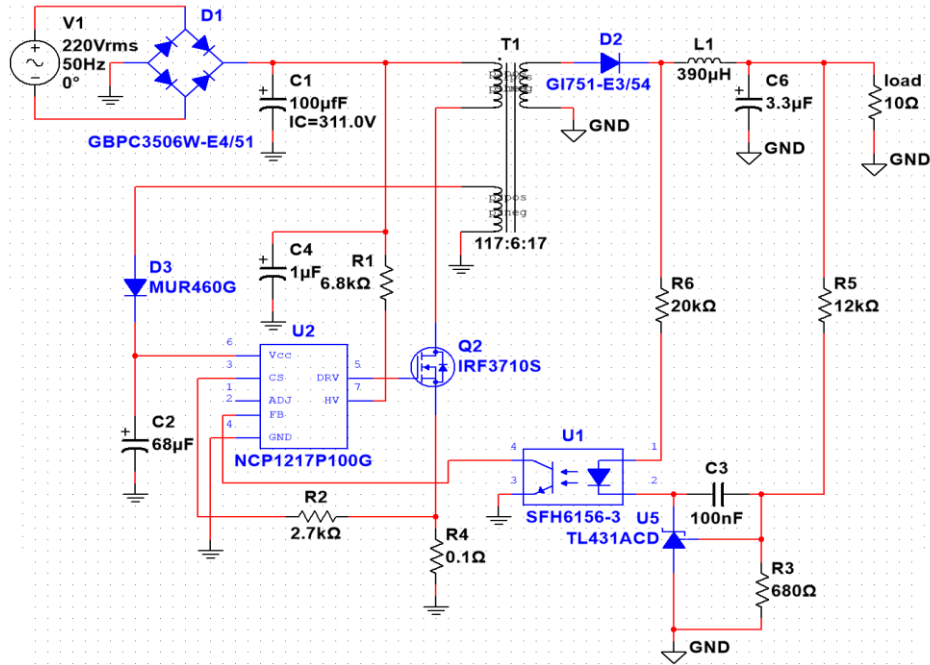 V1
220Vrms
50Hz
0°
D1
GBPC3506W-E4/51
C1
100µfF
IC=311.0V
T1
117:6:17
D2
GI751-E3/54
GND
L1
390µH
C6
3.3µF
GND
load
10Ω
GND
D3
MUR460G
C4
1µF
R1
6.8kΩ
R6
20kΩ
R5
12kΩ
U2
6
3
1
2
4
Vcc
CS
ADJ
FB
GND
DRV
HV
5
7
NCP1217P100G
Q2
IRF3710S
C2
68µF
R2
2.7kΩ
R4
0.1Ω
U1
4
3
1
2
SFH6156-3
C3
100nF
U5
TL431ACD
R3
680Ω
GND